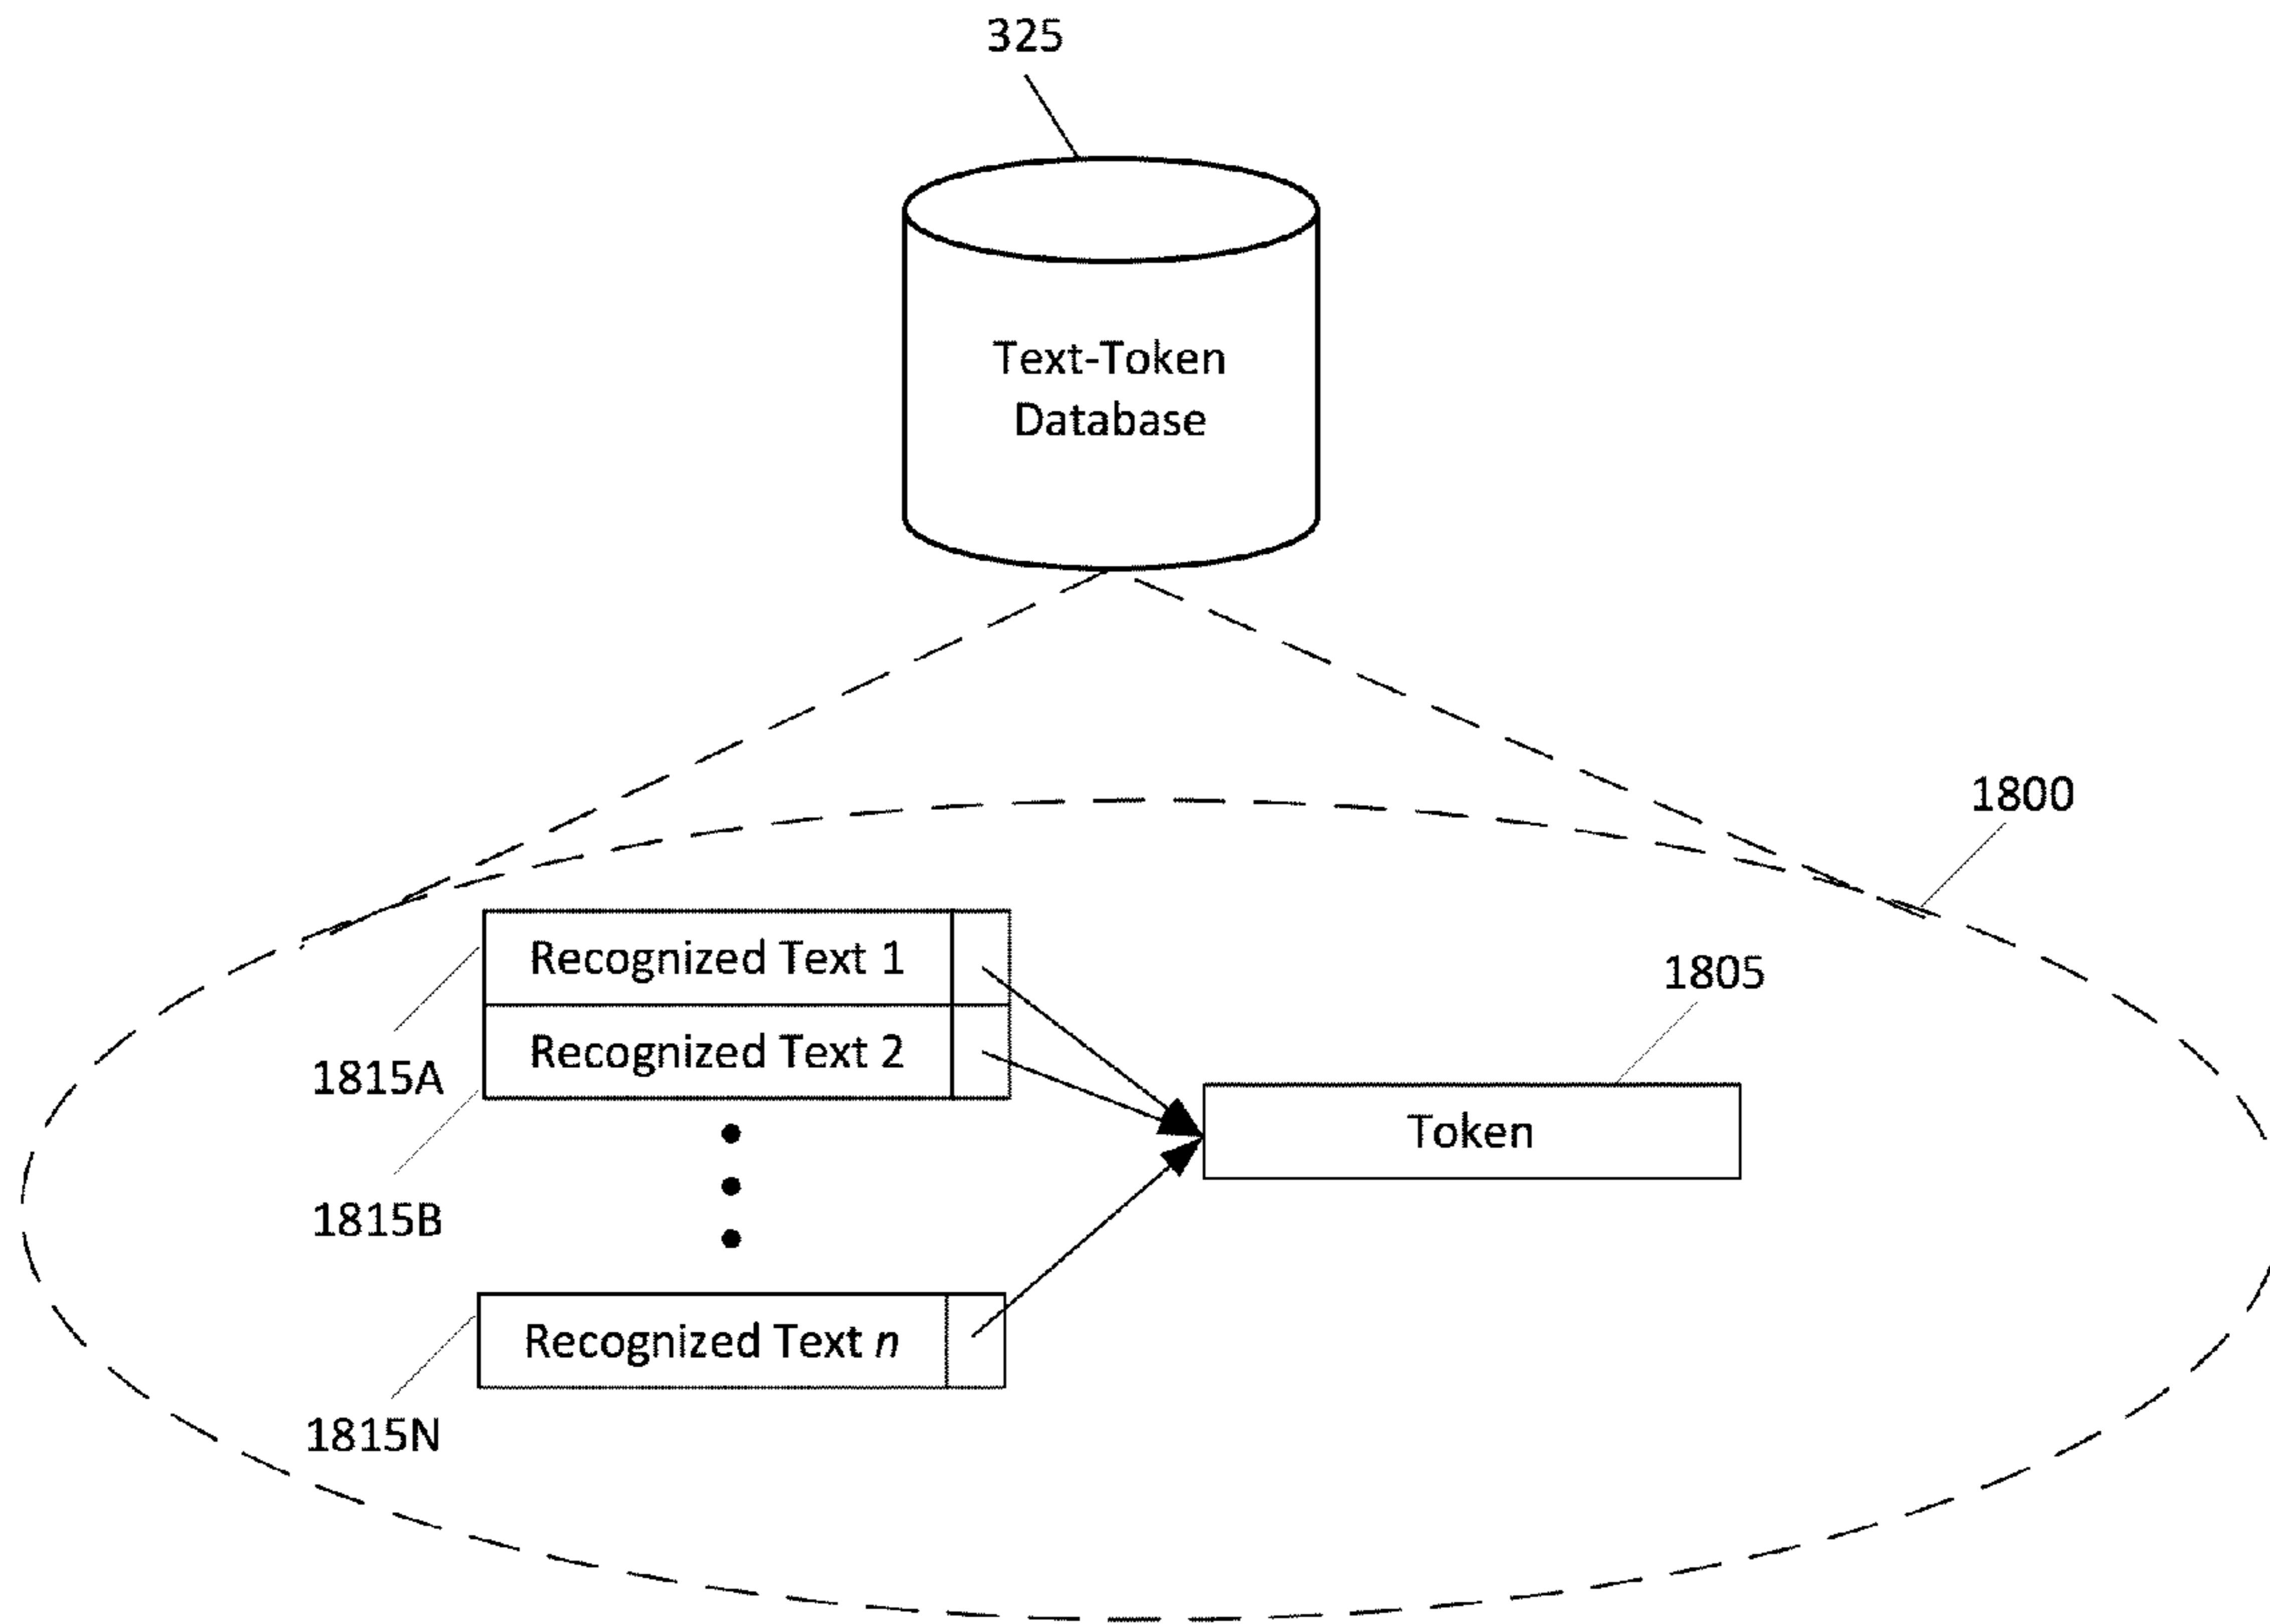 325
Text-Token
Database
1800
Recognized Text 1
1805
Recognized Text 2
1815A
Token
1815B
Recognized Text n
1815N